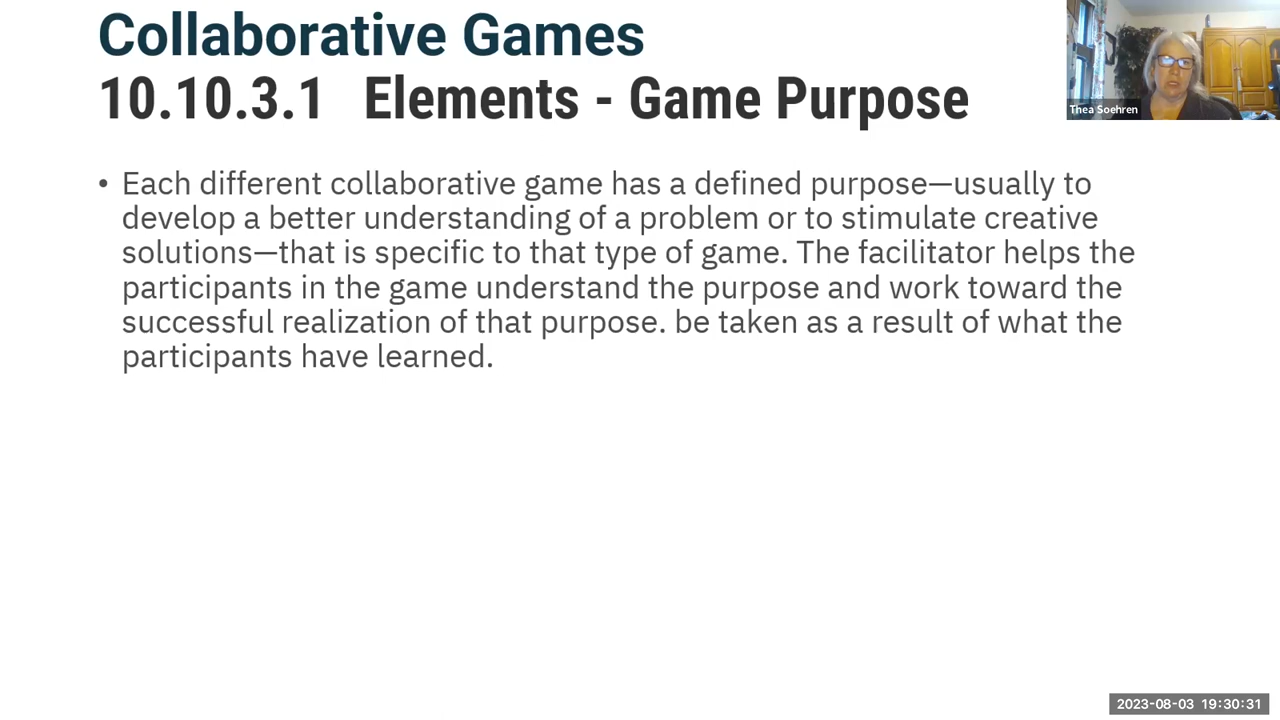 Collaborative Games
10.10.3.1 Elements - Game Purpose
Thea Soehren
• Each different collaborative game has a defined purpose—usually to
develop a better understanding of a problem or to stimulate creative
solutions—that is specific to that type of game. The facilitator helps the
participants in the game understand the purpose and work toward the
successful realization of that purpose. be taken as a result of what the
participants have learned.
2023-08-03 19:30:31